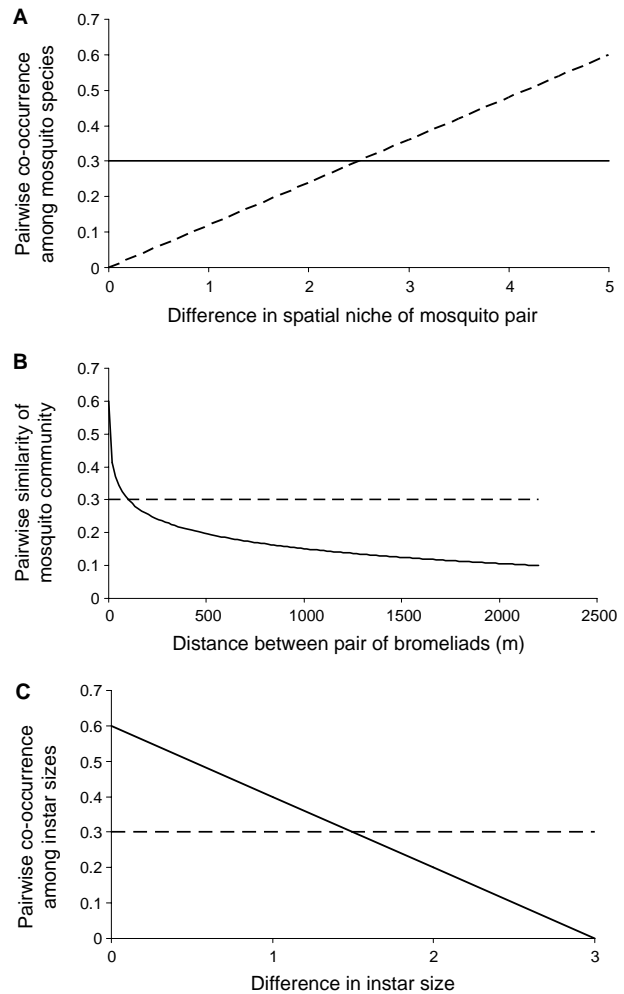 A
Pairwise co-occurrence
among mosquito species
0.7
0.6
0.5
0.4
0.3
0.2
0.1
0
0 1 2 3 4 5
Difference in spatial niche of mosquito pair
B
Pairwise similarity of
mosquito community
0.7
0.6
0.5
0.4
0.3
0.2
0.1
0
0 500 1000 1500 2000 2500
Distance between pair of bromeliads (m)
C
Pairwise co-occurrence
among instar sizes
0.7
0.6
0.5
0.4
0.3
0.2
0.1
0
0 1 2 3
Difference in instar size